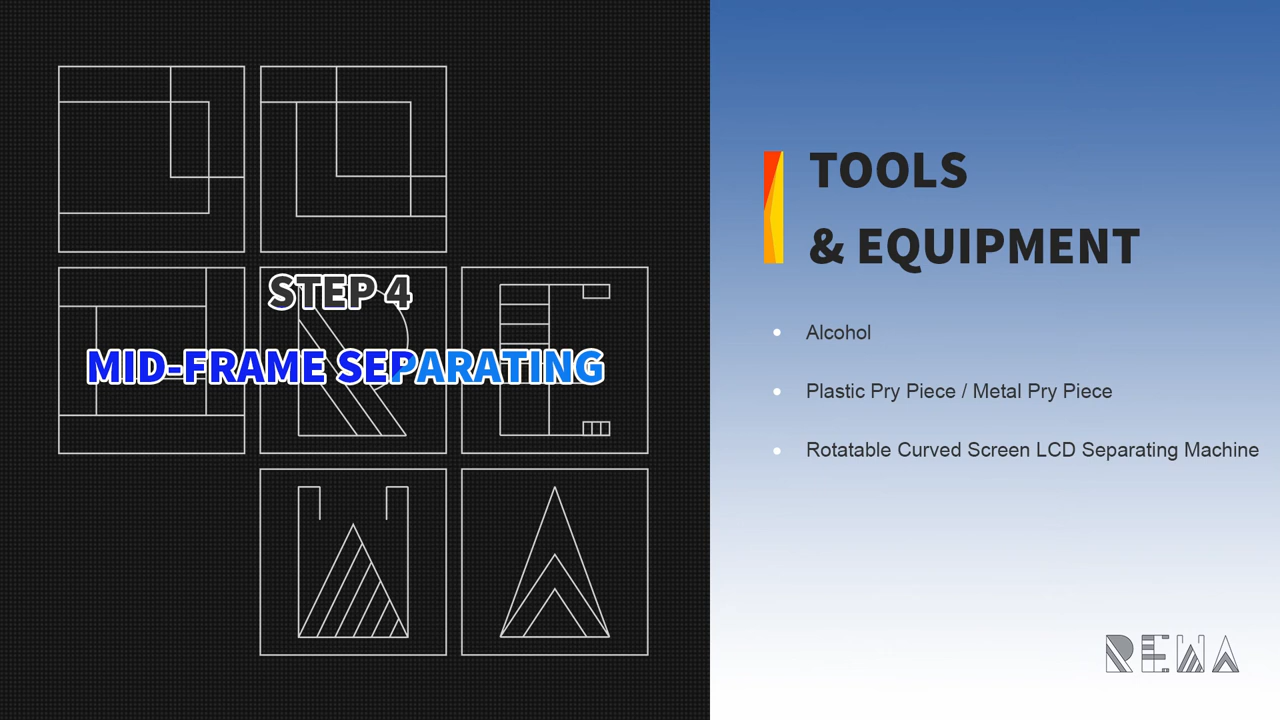 STEP 4
MID-FRAME SEPARATING
TOOLS
& EQUIPMENT
Alcohol
Plastic Pry Piece / Metal Pry Piece
Rotatable Curved Screen LCD Separating Machine
REWA